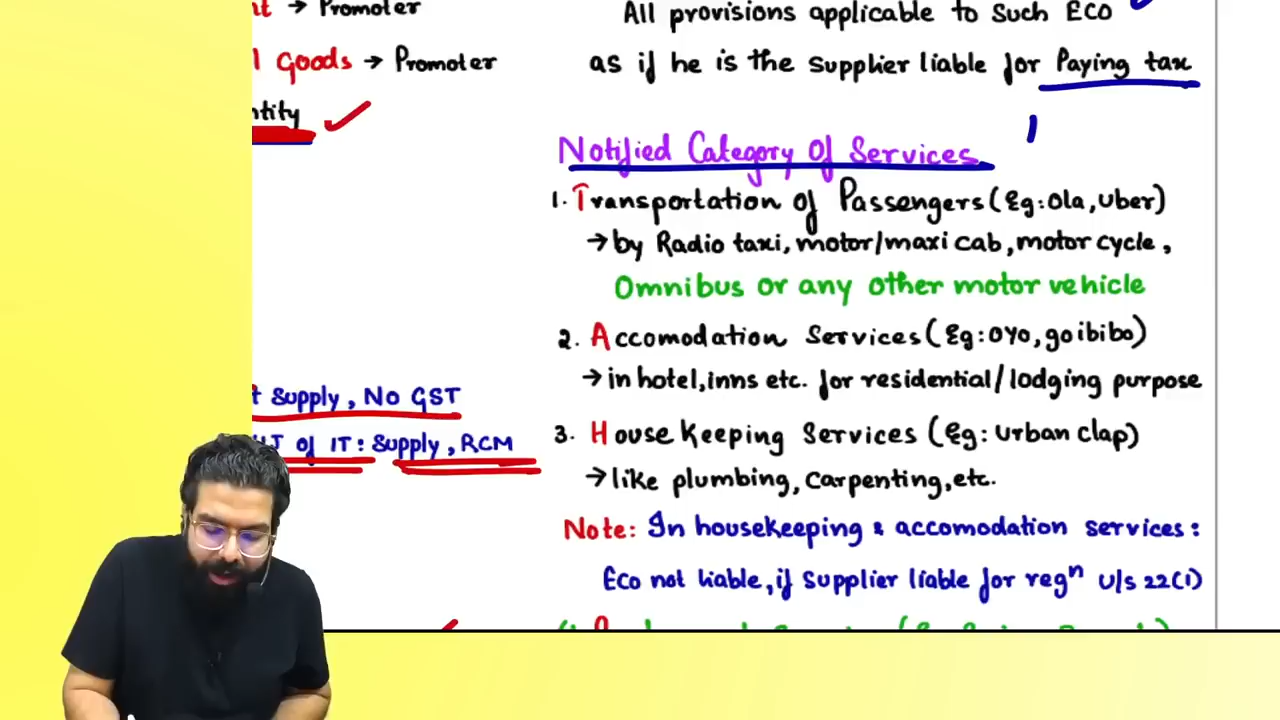 → Promoter
Goods → Promoter
Supply, No GST
of IT: Supply, RCM
All provisions applicable to Such ECO
as if he is the supplier liable for Paying tax
Notified Category Of Services
1. Transportation of Passengers (Eg: Ola, Uber)
→ by Radio taxi, motor/maxi cab, motor cycle,
Omnibus or any other motor vehicle
2. Accomodation Services (Eg: OYO, goibibo)
→ in hotel, inns etc. for residential/lodging purpose
3. House Keeping Services (Eg: Urban clap)
→ like plumbing, Carpenting, etc.
Note: In housekeeping & accomodation services:
Eco not liable, if supplier liable for regn u/s 22(1)